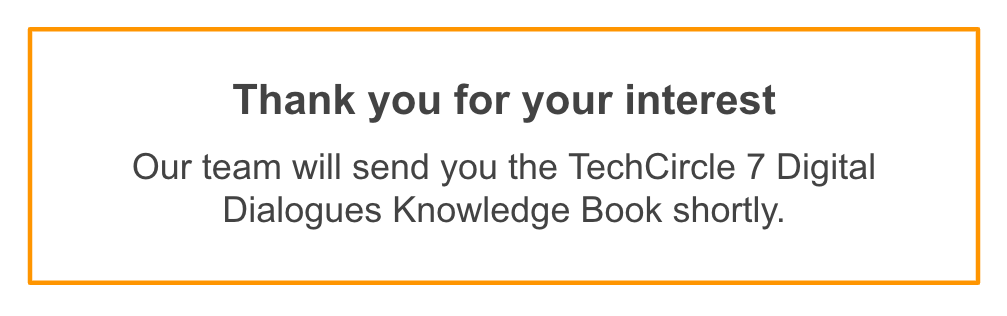 Thank you for your interest
Our team will send you the TechCircle 7 Digital
Dialogues Knowledge Book shortly.